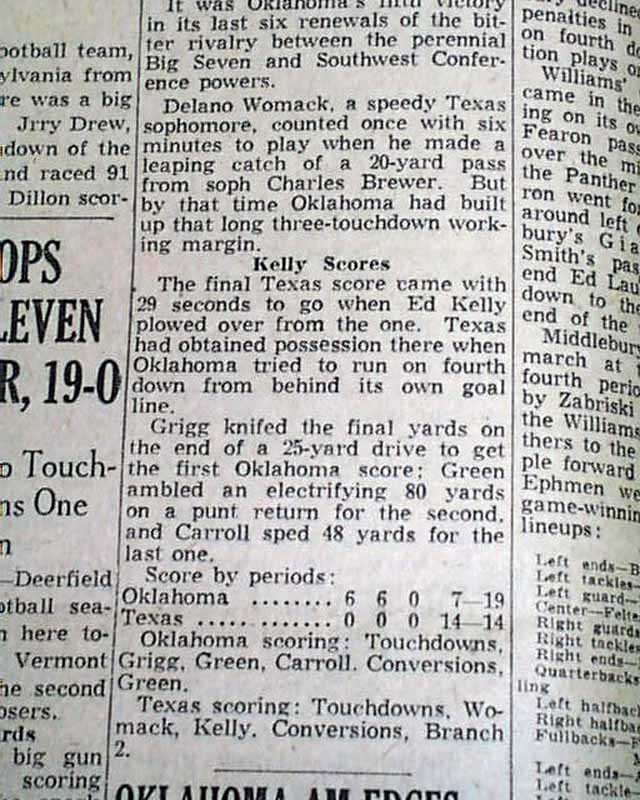 ootball team,
ylvania from
re was a big
Jrry Drew,
down of the
nd raced 91
Dillon scor-
OPS
LEVEN
R, 19-0
o Touch-
ns One
n
—Deerfield
otball sea-
n here to-
Vermont
he second
osers.
rds
big gun
scoring
It was Oklahoma's fifth victory
in its last six renewals of the bit-
ter rivalry between the perennial
Big Seven and Southwest Confer-
ence powers.
Delano Womack, a speedy Texas
sophomore, counted once with six
minutes to play when he made a
leaping catch of a 20-yard pass
from soph Charles Brewer. But
by that time Oklahoma had built
up that long three-touchdown work-
ing margin.
Kelly Scores
The final Texas score came with
29 seconds to go when Ed Kelly
plowed over from the one. Texas
had obtained possession there when
Oklahoma tried to run on fourth
down from behind its own goal
line.
Grigg knifed the final yards on
the end of a 25-yard drive to get
the first Oklahoma score; Green
ambled an electrifying 80 yards
on a punt return for the second,
and Carroll sped 48 yards for the
last one.
Score by periods:
Oklahoma ........ 6 6 0 7—19
Texas ............. 0 0 0 14—14
Oklahoma scoring: Touchdowns,
Grigg, Green, Carroll. Conversions,
Green.
Texas scoring: Touchdowns, Wo-
mack, Kelly. Conversions, Branch
2.
OKLAHOMA AM EDGES
declined
penalties in
on fourth d
tion plays o
Williams'
came in the
ing on its o
Fearon pass
over the mi
the Panther
ron went fo
around left
bury's Gia
Smith's pas
end Ed Lau
down to the
end of the
Middlebury
march at t
fourth perio
by Zabriski
the Williams
thers to the
ple forward
Ephmen we
game-winnin
lineups:
Left ends—B
Left tackles—
Left guard—
Center—Felte
Right guards
Right tackles
Right ends—
Quarterbacks
ling
Left halfback
Right halfba
Fullbacks—F
M
Left ends—
Left tackle—